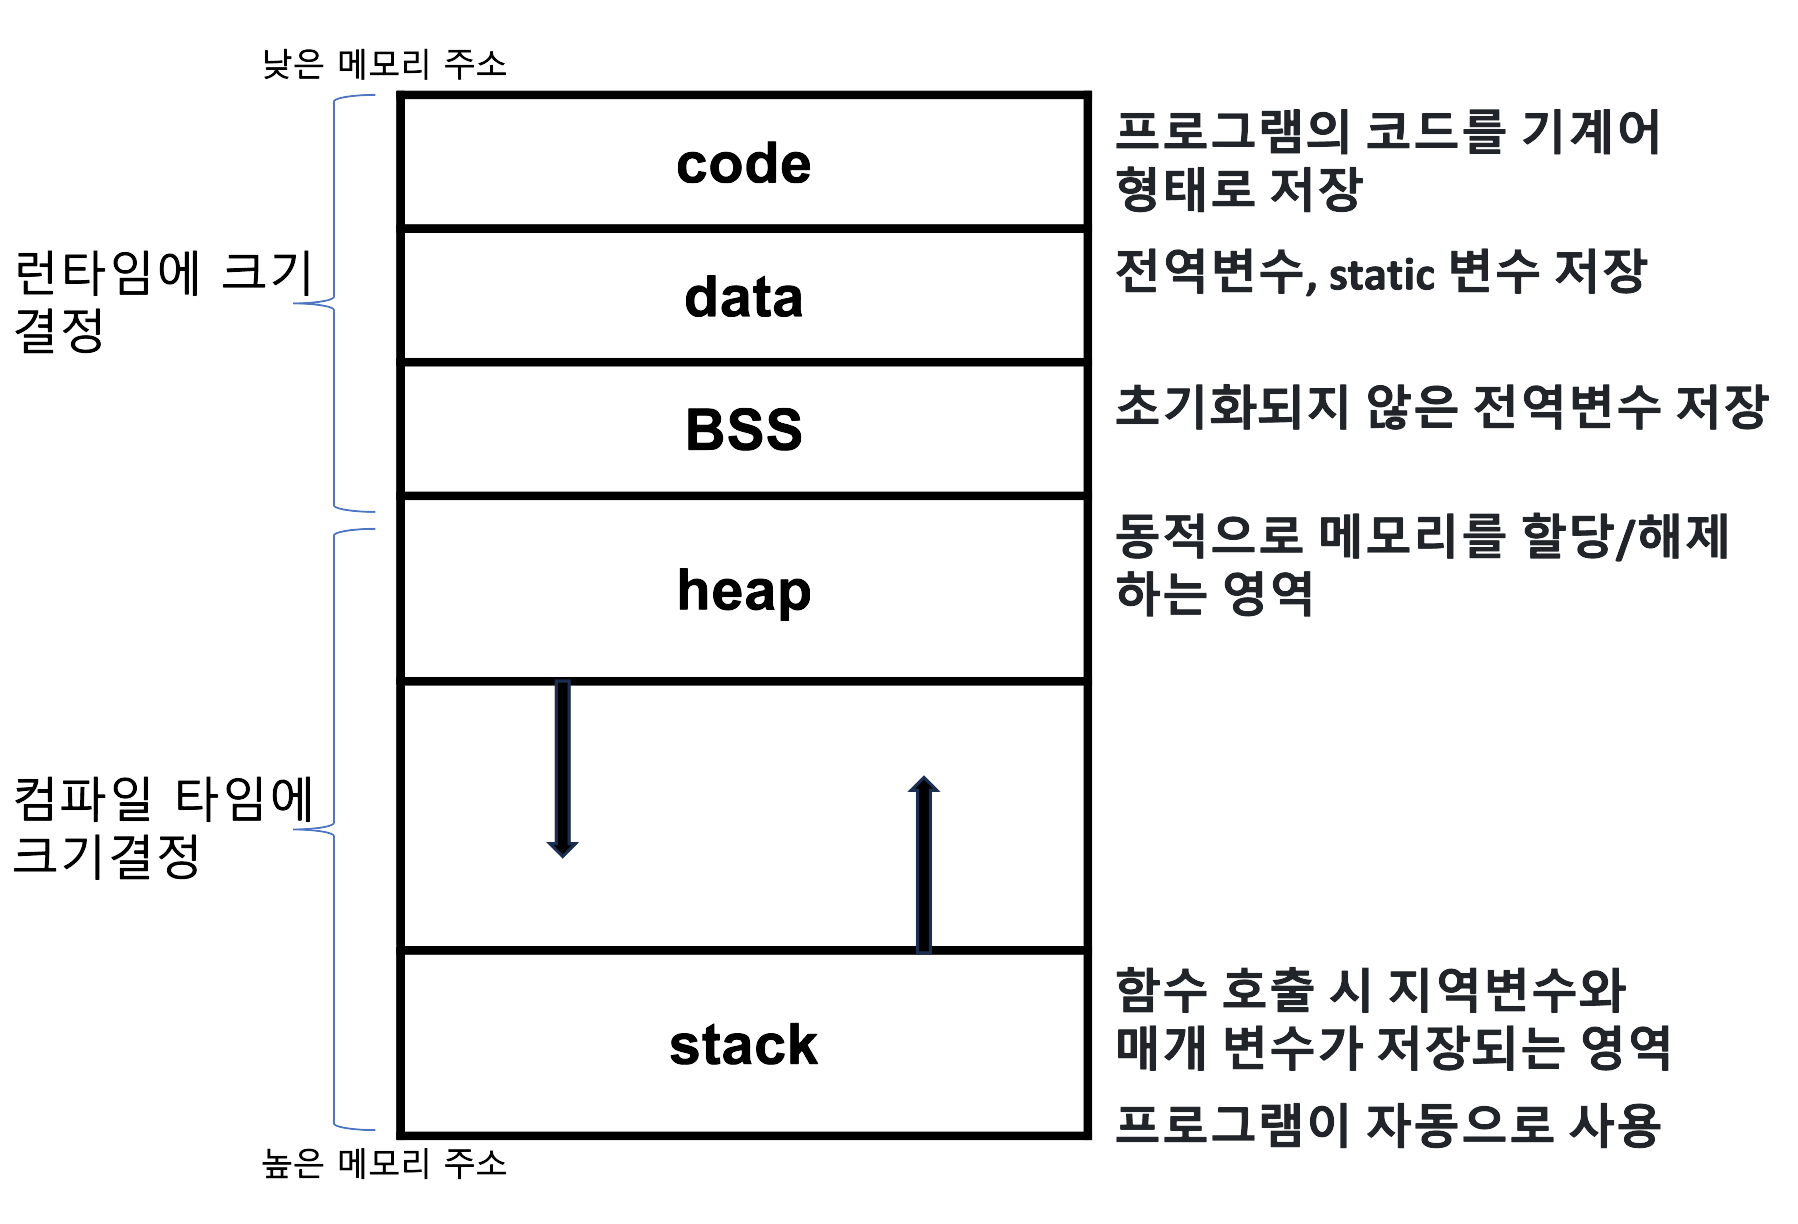 낮은 메모리 주소
code
프로그램의 코드를 기계어
형태로 저장
런타임에 크기
결정
data
전역변수, static 변수 저장
BSS
초기화되지 않은 전역변수 저장
heap
동적으로 메모리를 할당/해제
하는 영역
컴파일 타임에
크기결정
stack
함수 호출 시 지역변수와
매개 변수가 저장되는 영역
프로그램이 자동으로 사용
높은 메모리 주소